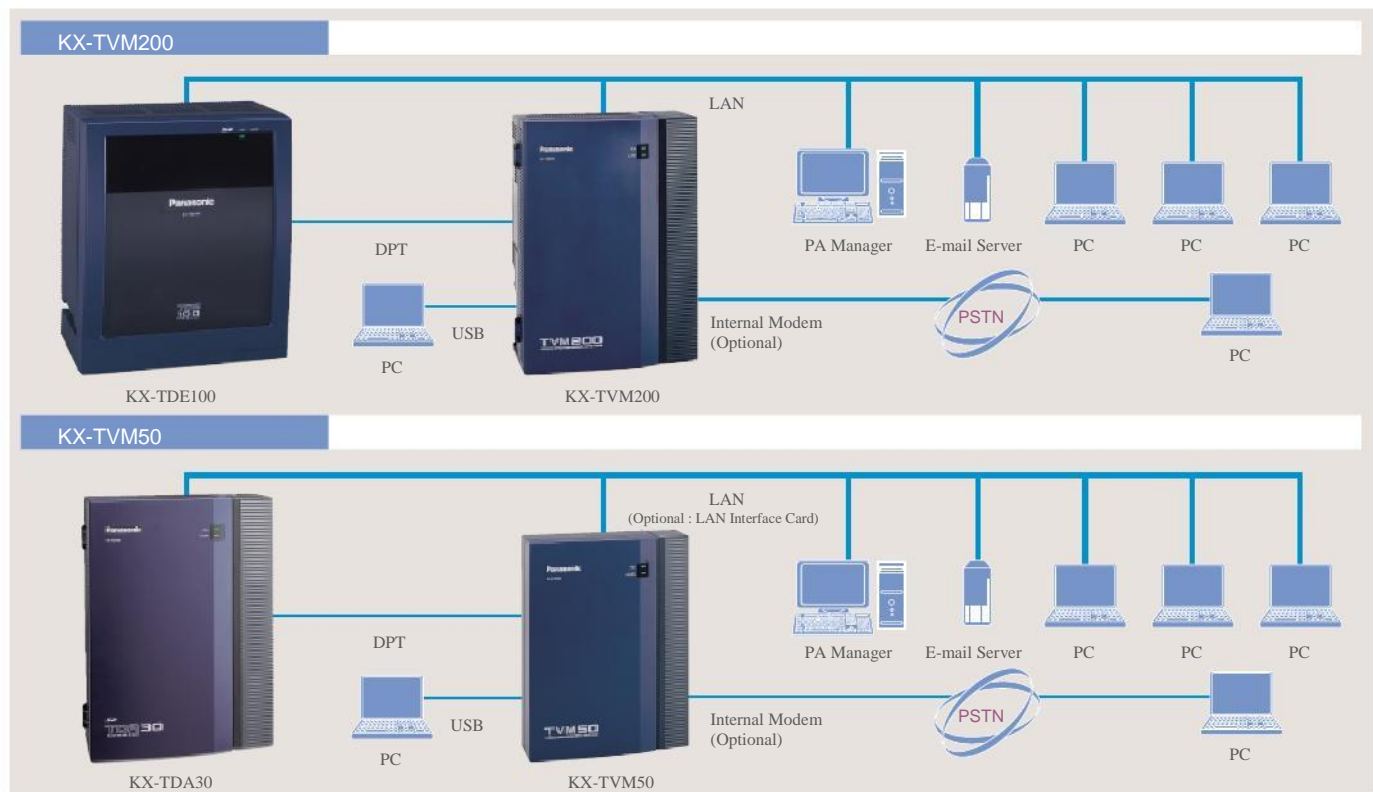 KX-TVM200
LAN
Panasonic
Panasonic
DPT
PA Manager
E-mail Server
PC
PC
PC
USB
Internal Modem
(Optional)
PSTN
TVM200
PC
PC
KX-TDE100
KX-TVM200
KX-TVM50
LAN
(Optional : LAN Interface Card)
Panasonic
Panasonic
DPT
PA Manager
E-mail Server
PC
PC
PC
USB
Internal Modem
(Optional)
PSTN
TDA30
TVM50
PC
PC
KX-TDA30
KX-TVM50